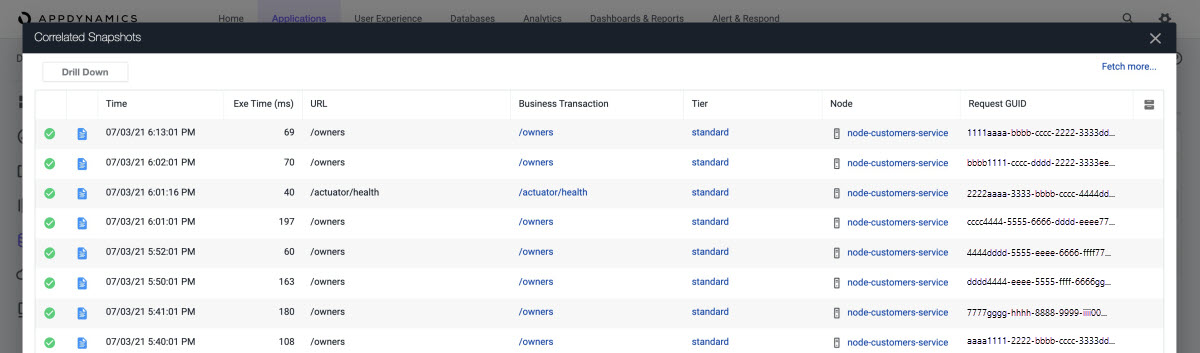 APPDYNAMICS Home Applications User Experience Databases Analytics Dashboards & Reports Alert & Respond
Correlated Snapshots
Drill Down Fetch more...
Time Exe Time (ms) URL Business Transaction Tier Node Request GUID
07/03/21 6:13:01 PM 69 /owners /owners standard node-customers-service 1111aaaa-bbbb-cccc-2222-3333dd...
07/03/21 6:02:01 PM 70 /owners /owners standard node-customers-service bbbb1111-cccc-dddd-2222-3333ee...
07/03/21 6:01:16 PM 40 /actuator/health /actuator/health standard node-customers-service 2222aaaa-3333-bbbb-cccc-4444dd...
07/03/21 6:01:01 PM 197 /owners /owners standard node-customers-service cccc4444-5555-6666-dddd-eeee77...
07/03/21 5:52:01 PM 60 /owners /owners standard node-customers-service 4444dddd-5555-eeee-6666-ffff77...
07/03/21 5:50:01 PM 163 /owners /owners standard node-customers-service dddd4444-eeee-5555-ffff-6666gg...
07/03/21 5:41:01 PM 180 /owners /owners standard node-customers-service 7777gggg-hhhh-8888-9999-iiii00...
07/03/21 5:40:01 PM 108 /owners /owners standard node-customers-service aaaa1111-2222-bbbb-cccc-3333dd...